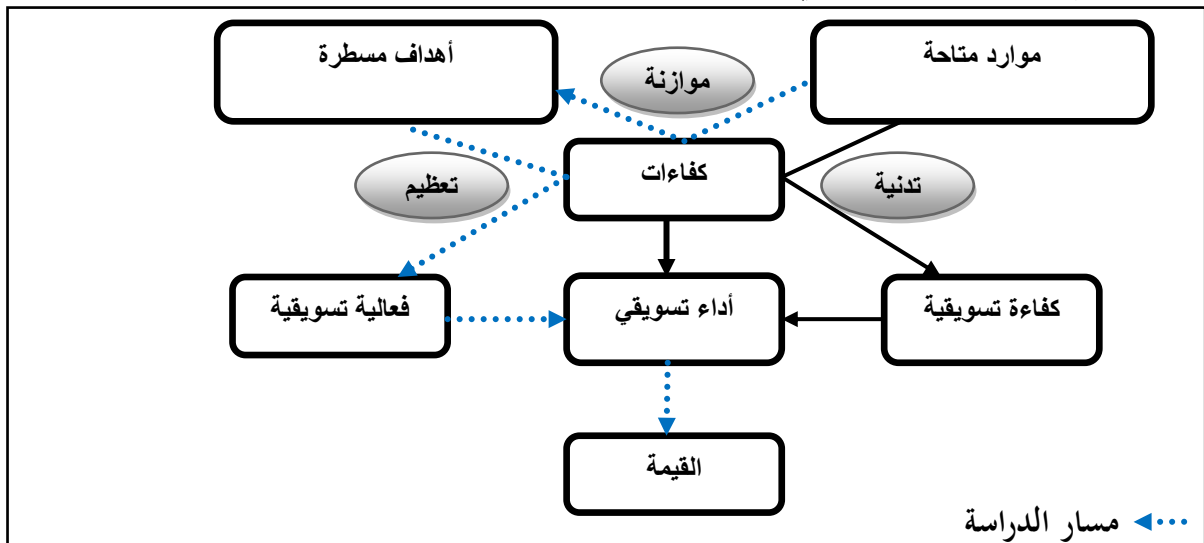 موارد متاحة
أهداف مسطرة
موازنة
كفاءات
تدنية
تعظيم
كفاءة تسويقية
أداء تسويقي
فعالية تسويقية
القيمة
مسار الدراسة